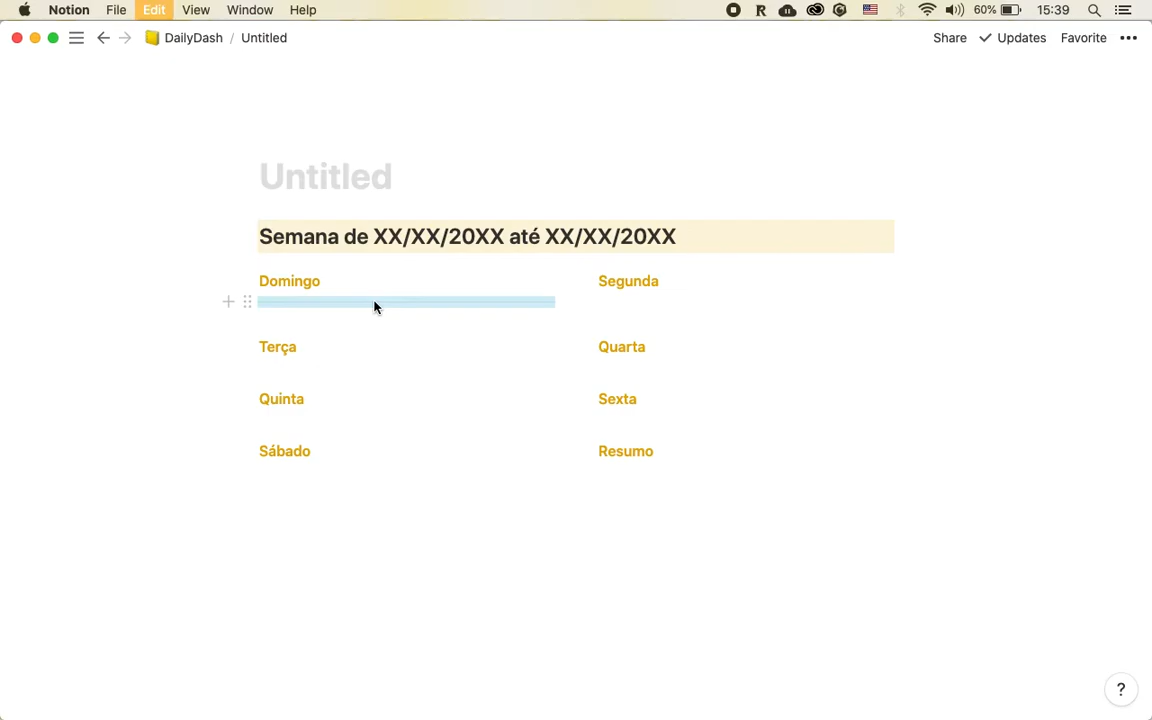 Notion File Edit View Window Help 60% 15:39
DailyDash / Untitled Share Updates Favorite
Untitled
Semana de XX/XX/20XX até XX/XX/20XX
Domingo Segunda
Terça Quarta
Quinta Sexta
Sábado Resumo
?